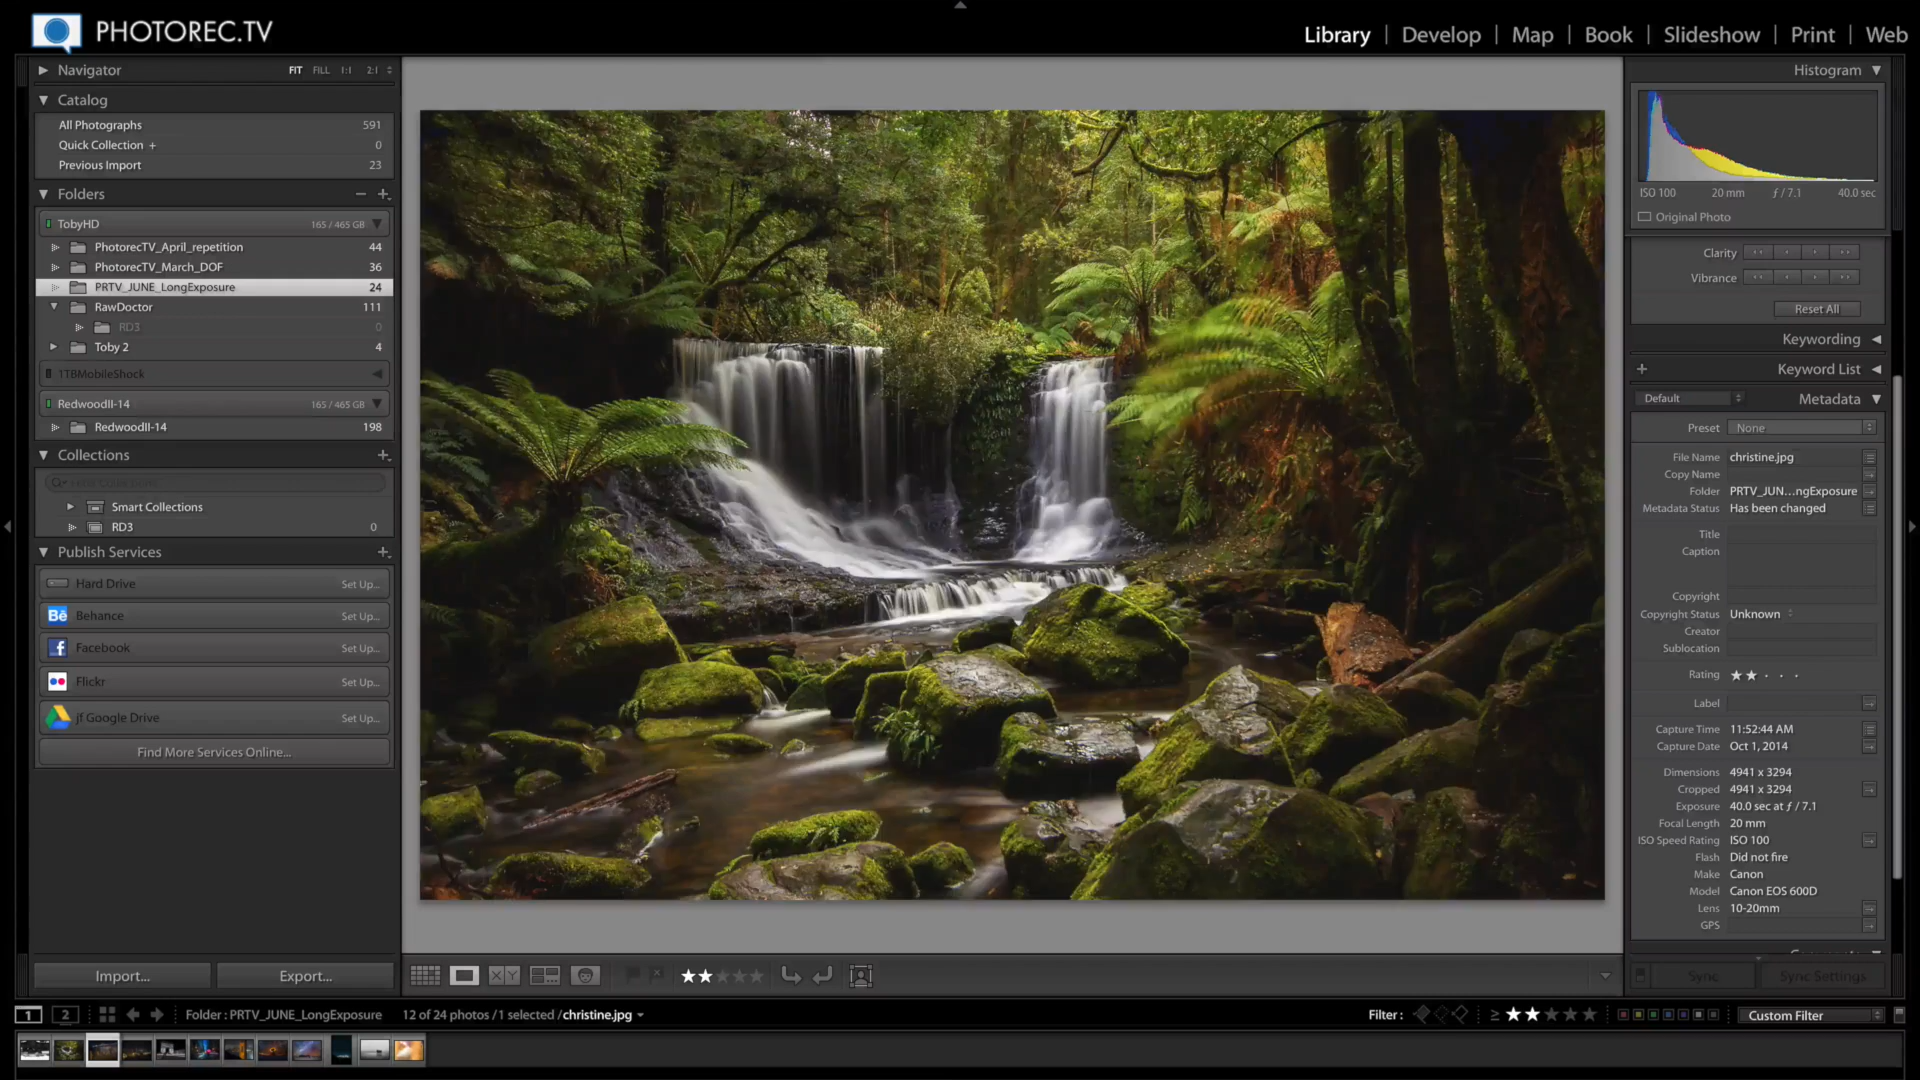 PHOTOREC.TV
Library | Develop | Map | Book | Slideshow | Print | Web
Navigator FIT FILL 1:1 2:1
Catalog
All Photographs 591
Quick Collection + 0
Previous Import 23
Folders
TobyHD 165 / 465 GB
PhotorecTV_April_repetition 44
PhotorecTV_March_DOF 36
PRTV_JUNE_LongExposure 24
RawDoctor 111
RD3 0
Toby 2 4
1TBMobileShock
RedwoodII-14 165 / 465 GB
RedwoodII-14 198
Collections
Smart Collections
RD3 0
Publish Services
Hard Drive Set Up...
Bē Behance Set Up...
f Facebook Set Up...
Flickr Set Up...
jf Google Drive Set Up...
Find More Services Online...
Import... Export...
Histogram
ISO 100 20 mm ƒ / 7.1 40.0 sec
Original Photo
Clarity
Vibrance
Reset All
Keywording
Keyword List
Default Metadata
Preset None
File Name christine.jpg
Copy Name
Folder PRTV_JUN...ngExposure
Metadata Status Has been changed
Title
Caption
Copyright
Copyright Status Unknown
Creator
Sublocation
Rating ★ ★ · · ·
Label
Capture Time 11:52:44 AM
Capture Date Oct 1, 2014
Dimensions 4941 x 3294
Cropped 4941 x 3294
Exposure 40.0 sec at ƒ / 7.1
Focal Length 20 mm
ISO Speed Rating ISO 100
Flash Did not fire
Make Canon
Model Canon EOS 600D
Lens 10-20mm
GPS
Sync Sync Settings
XY
1 2 Folder : PRTV_JUNE_LongExposure 12 of 24 photos / 1 selected / christine.jpg Filter : ≥ ★★★★★ Custom Filter